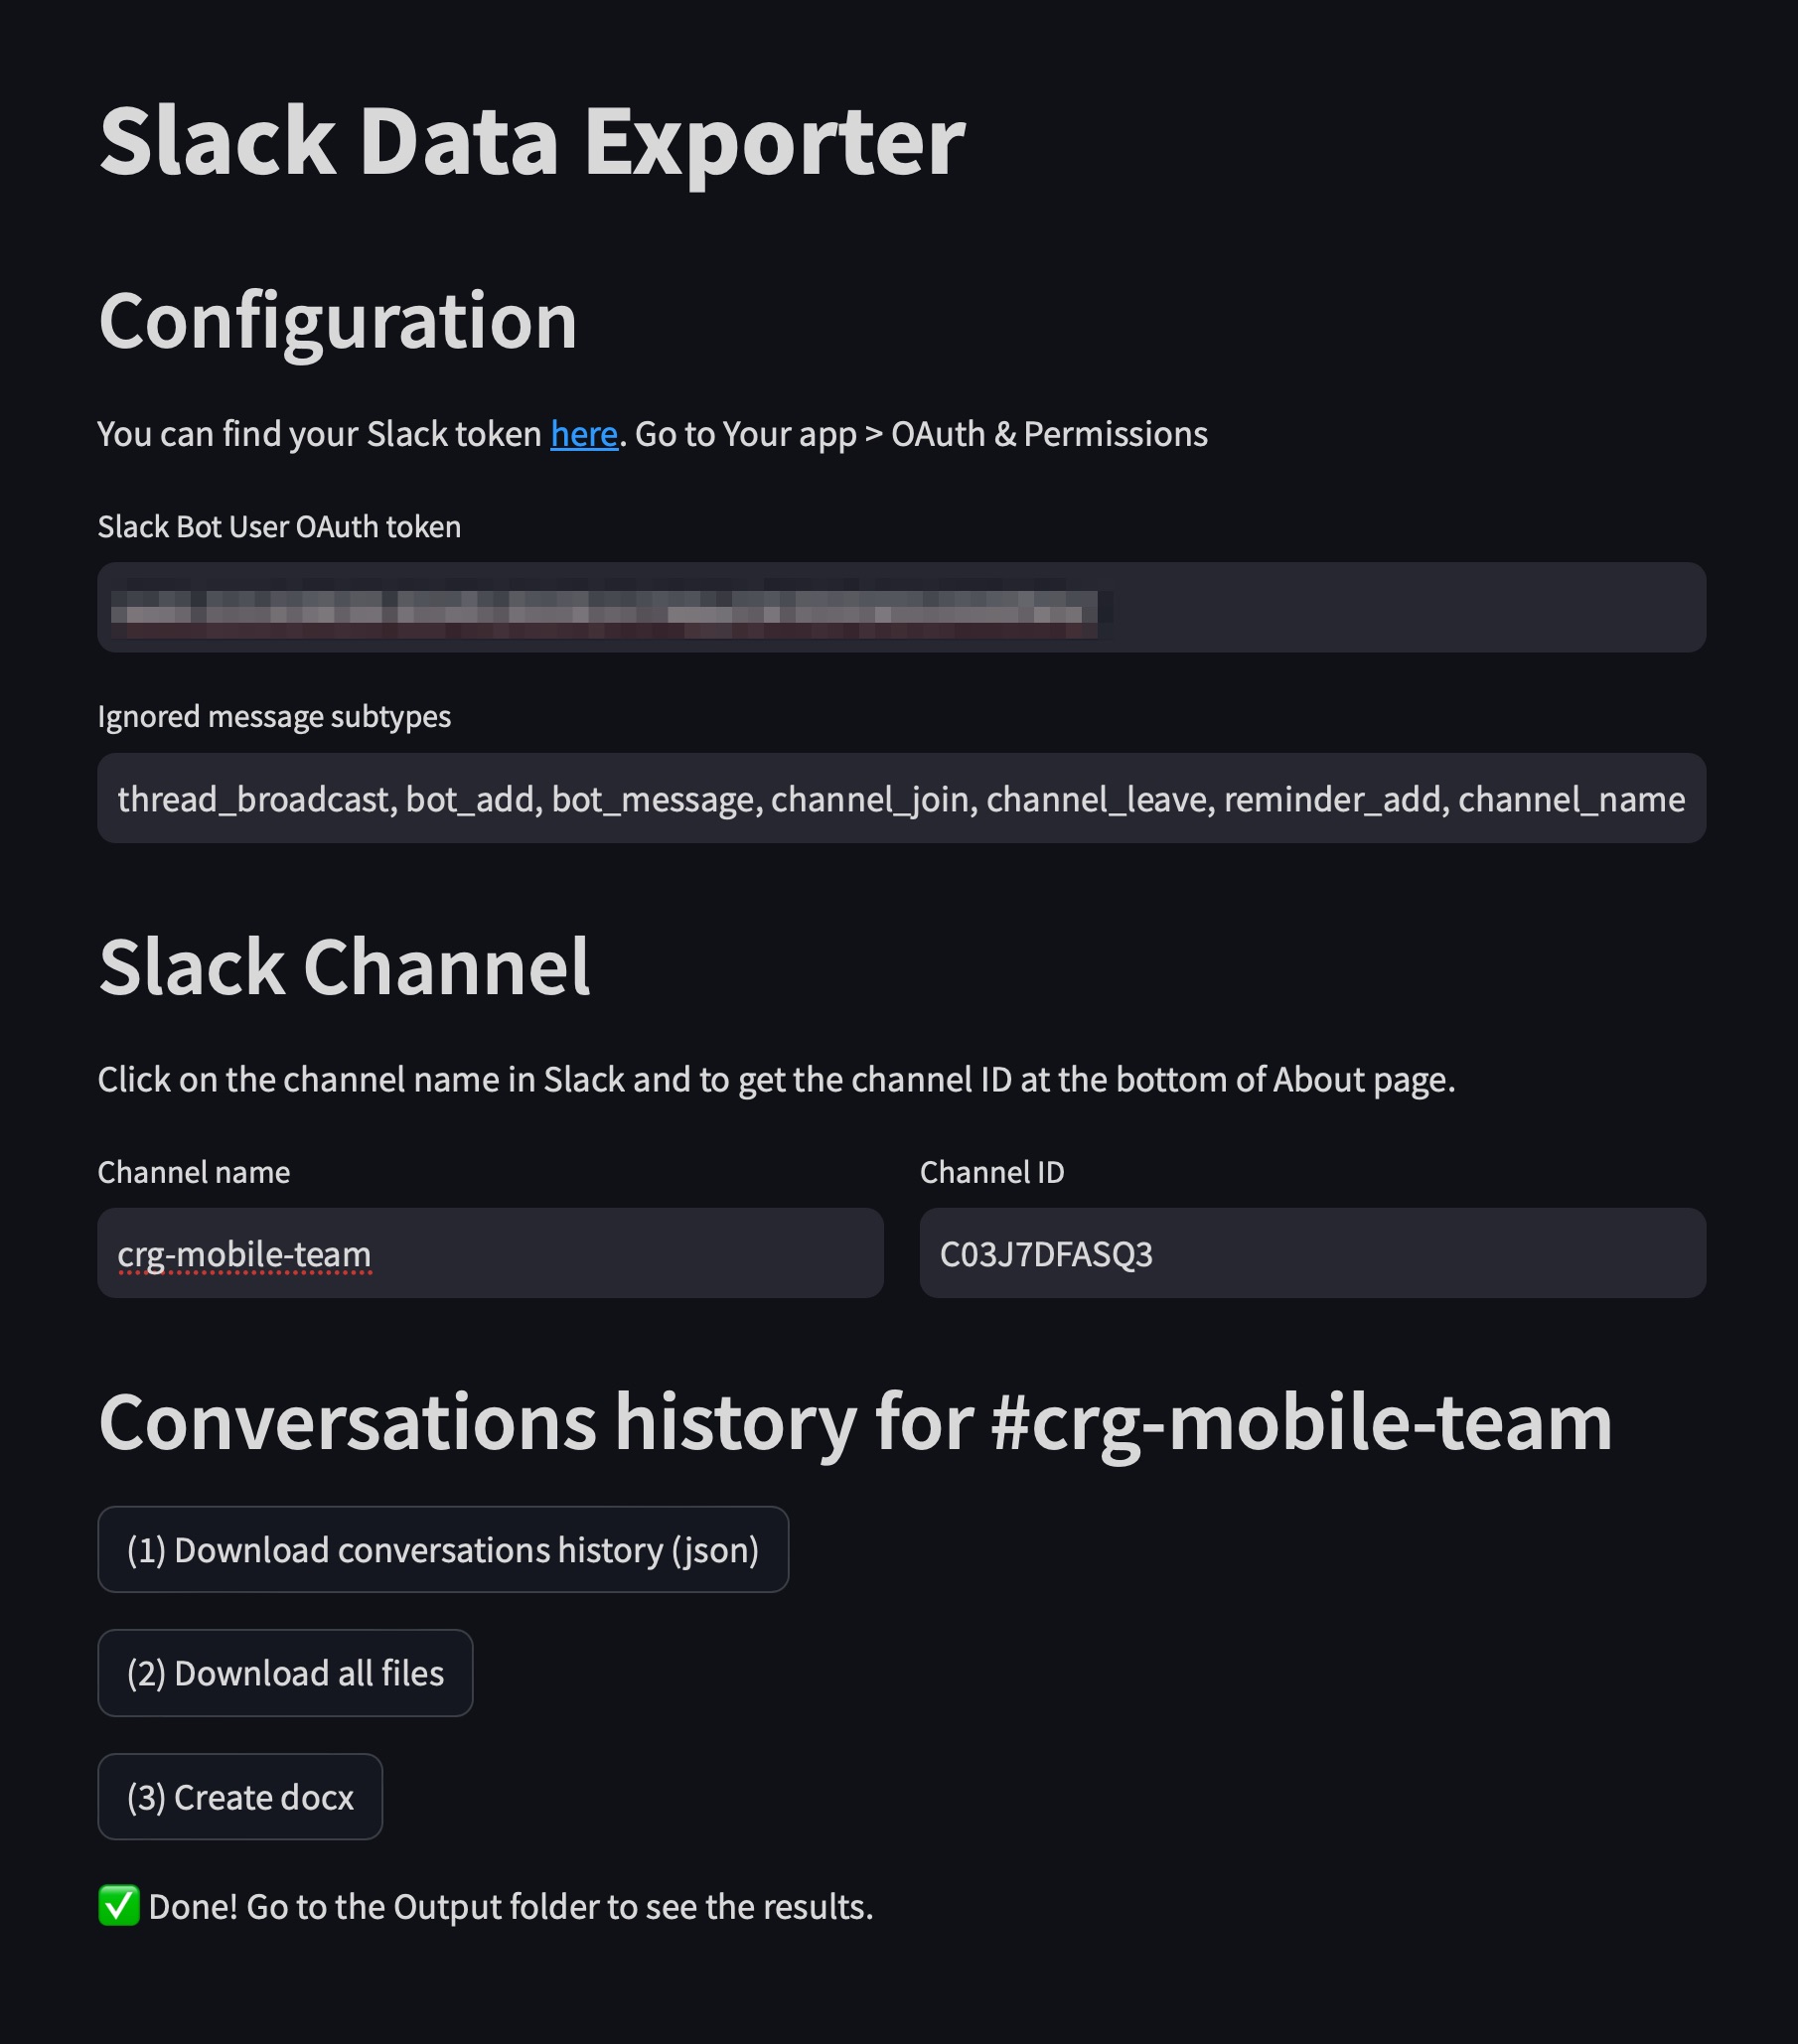 Slack Data Exporter
Configuration
You can find your Slack token here. Go to Your app > OAuth & Permissions
Slack Bot User OAuth token
Ignored message subtypes
thread_broadcast, bot_add, bot_message, channel_join, channel_leave, reminder_add, channel_name
Slack Channel
Click on the channel name in Slack and to get the channel ID at the bottom of About page.
Channel name
Channel ID
crg-mobile-team
C03J7DFASQ3
Conversations history for #crg-mobile-team
(1) Download conversations history (json)
(2) Download all files
(3) Create docx
✅ Done! Go to the Output folder to see the results.